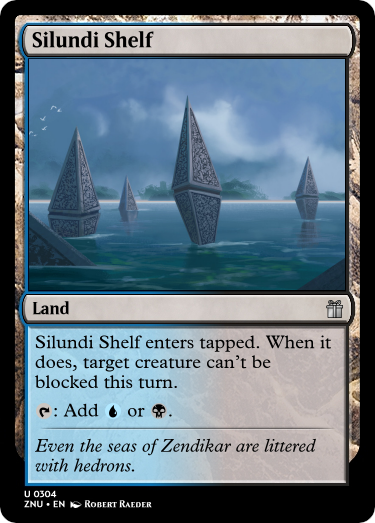 Silundi Shelf
Land
Silundi Shelf enters tapped. When it
does, target creature can't be
blocked this turn.
: Add or .
Even the seas of Zendikar are littered
with hedrons.
U 0304
ZNU • EN Robert Raeder